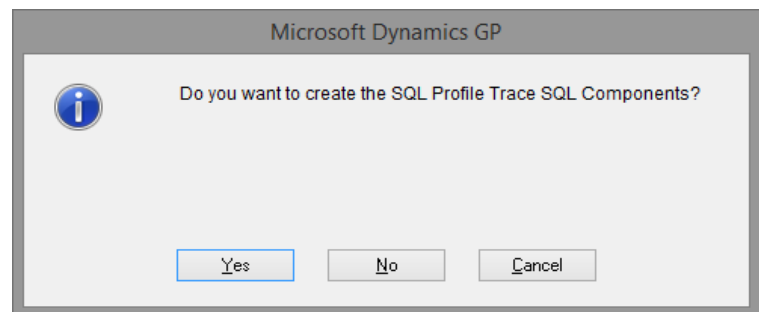 Microsoft Dynamics GP
Do you want to create the SQL Profile Trace SQL Components?
Yes No Cancel